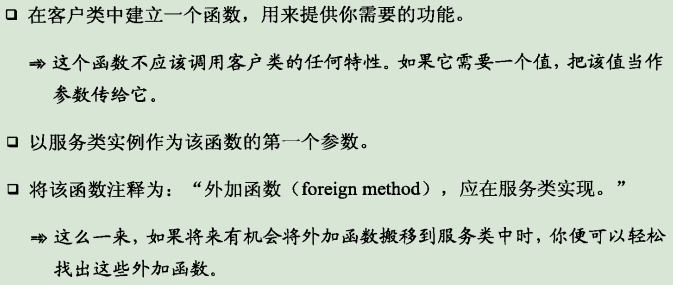 ❑ 在客户类中建立一个函数，用来提供你需要的功能。
⇒ 这个函数不应该调用客户类的任何特性。如果它需要一个值，把该值当作
参数传给它。
❑ 以服务类实例作为该函数的第一个参数。
❑ 将该函数注释为：“外加函数（foreign method），应在服务类实现。”
⇒ 这么一来，如果将来有机会将外加函数搬移到服务类中时，你便可以轻松
找出这些外加函数。